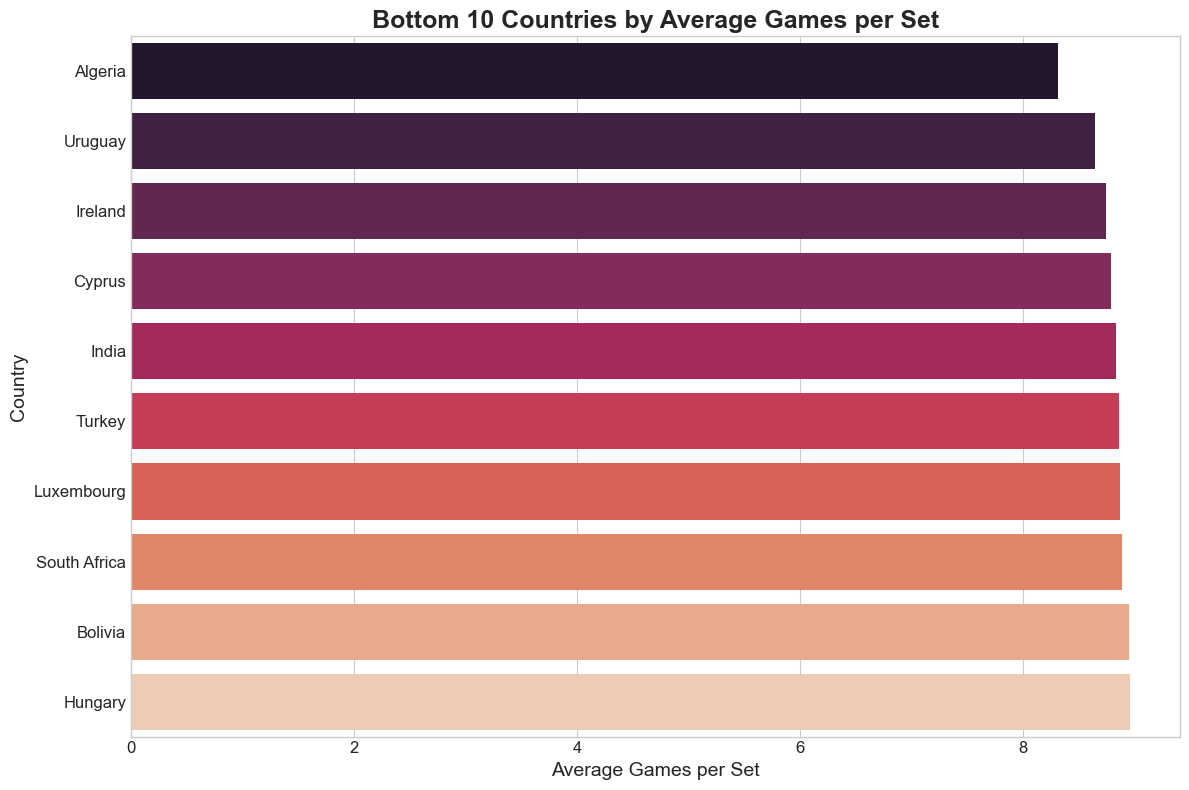 Bottom 10 Countries by Average Games per Set
Country
Algeria
Uruguay
Ireland
Cyprus
India
Turkey
Luxembourg
South Africa
Bolivia
Hungary
0 2 4 6 8
Average Games per Set